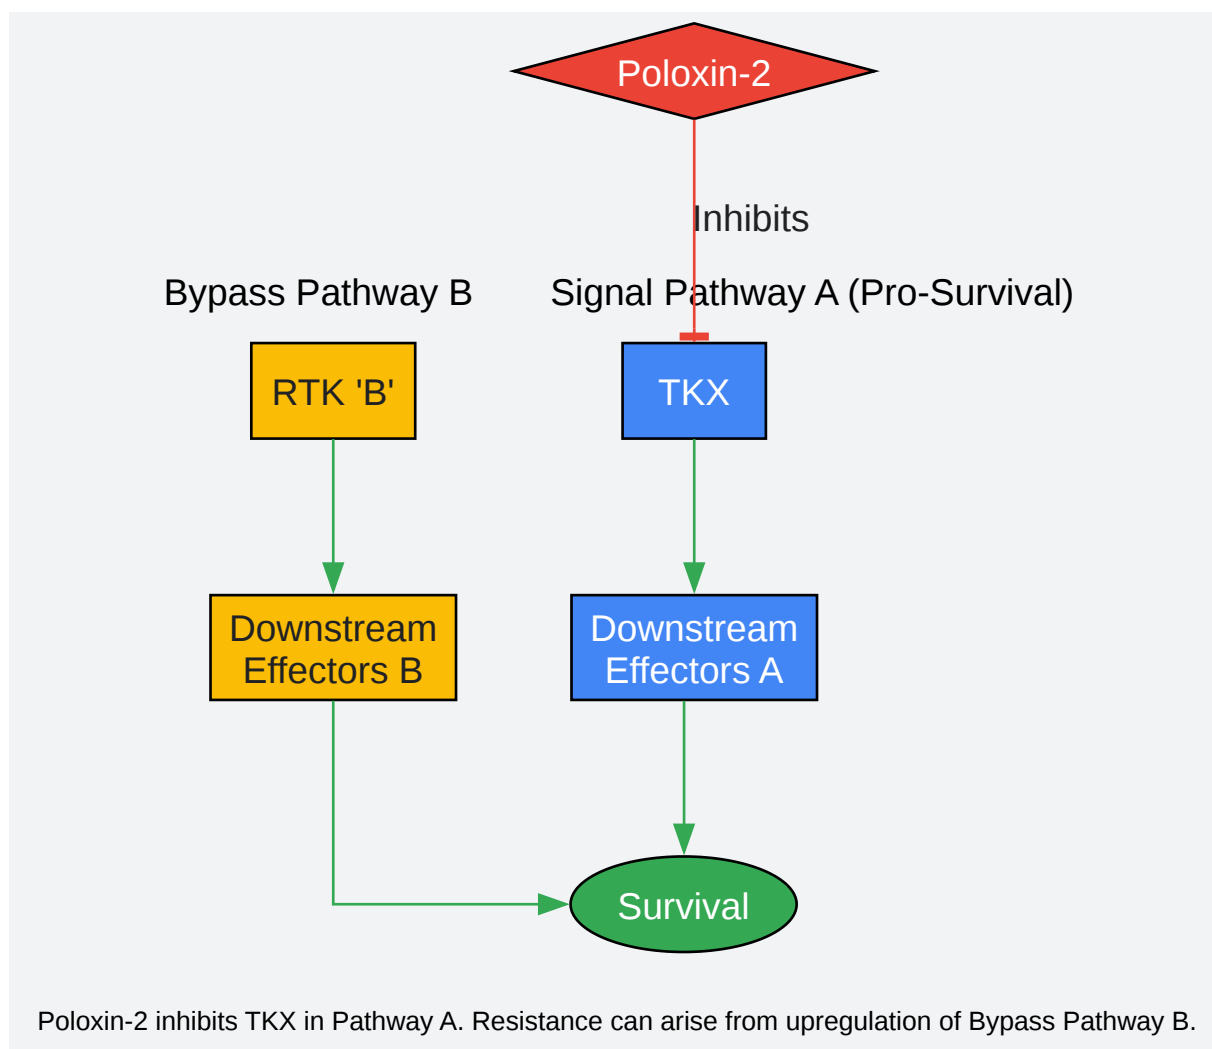 Poloxin-2
Inhibits
Bypass Pathway B
Signal Pathway A (Pro-Survival)
RTK 'B'
TKX
Downstream
Effectors B
Downstream
Effectors A
Survival
Poloxin-2 inhibits TKX in Pathway A. Resistance can arise from upregulation of Bypass Pathway B.